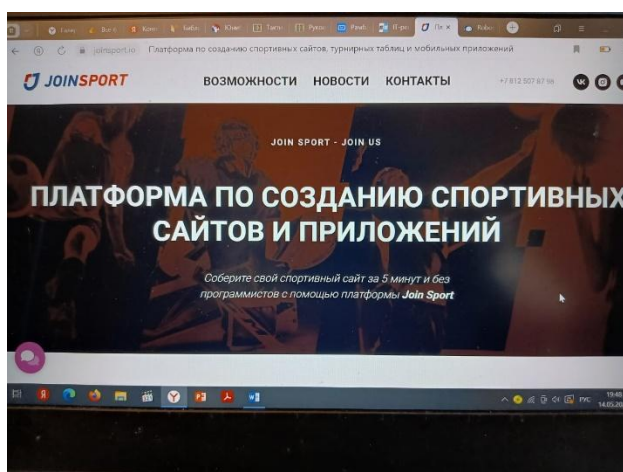 joinsport.io Платформа по созданию спортивных сайтов, турнирных таблиц и мобильных приложений
JOINSPORT
ВОЗМОЖНОСТИ НОВОСТИ КОНТАКТЫ
JOIN SPORT - JOIN US
ПЛАТФОРМА ПО СОЗДАНИЮ СПОРТИВНЫХ
САЙТОВ И ПРИЛОЖЕНИЙ
Соберите свой спортивный сайт за 5 минут и без
программистов с помощью платформы Join Sport
РУС
19:48